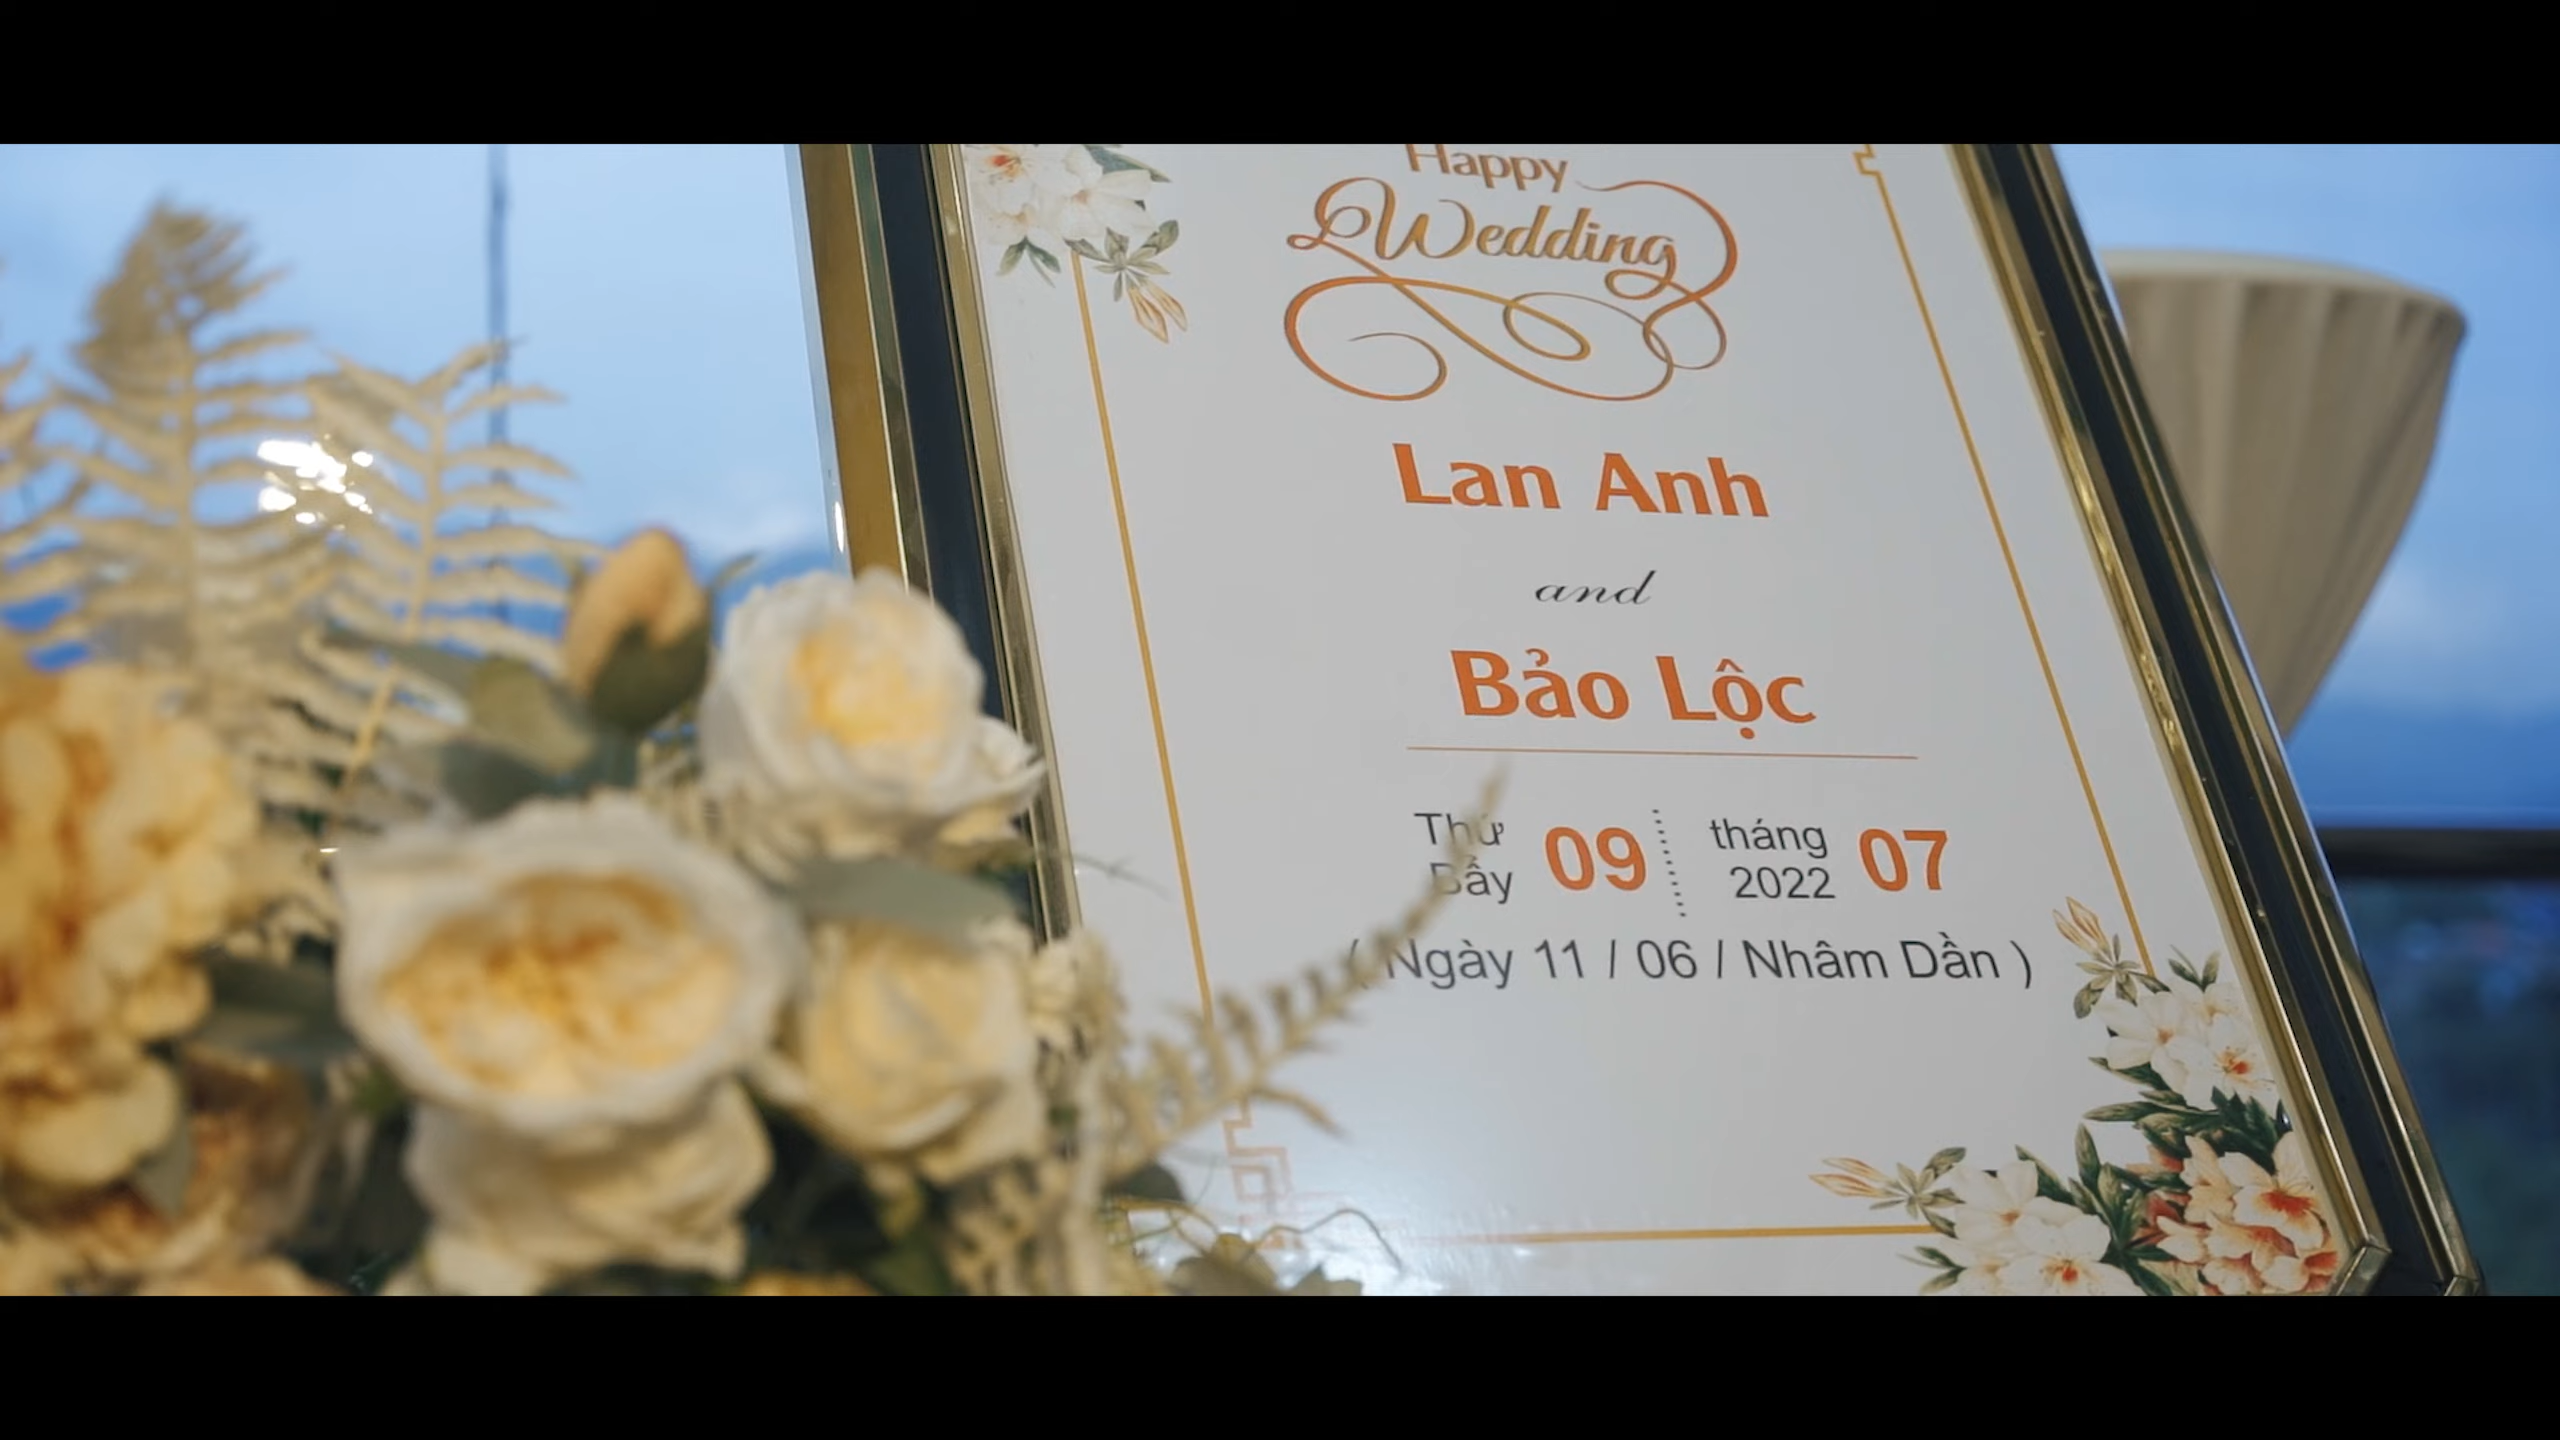 Happy
Wedding
Lan Anh
and
Bảo Lộc
Thứ
Bẩy
09
tháng
2022
07
( Ngày 11 / 06 / Nhâm Dần )